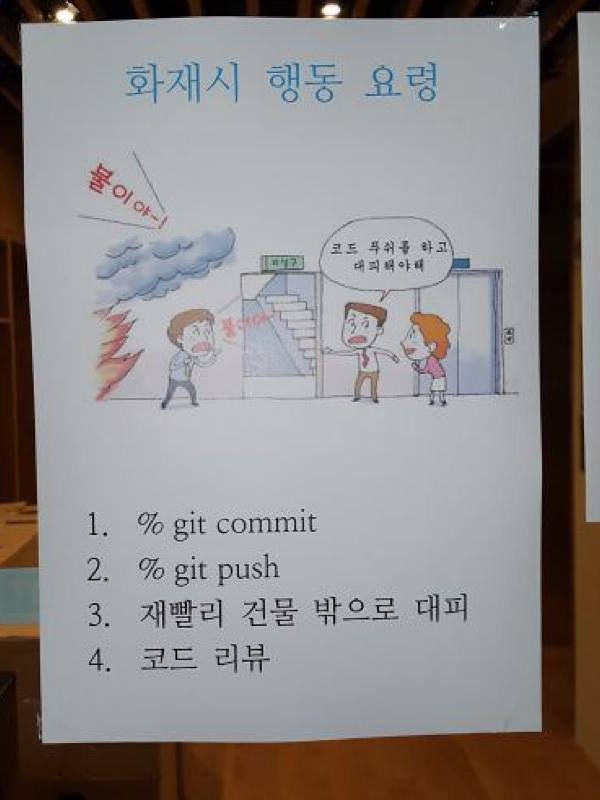 화재시 행동 요령
불이야~!
비상구
코드 푸쉬를 하고
대피해야해
불이야~
1. % git commit
2. % git push
3. 재빨리 건물 밖으로 대피
4. 코드 리뷰